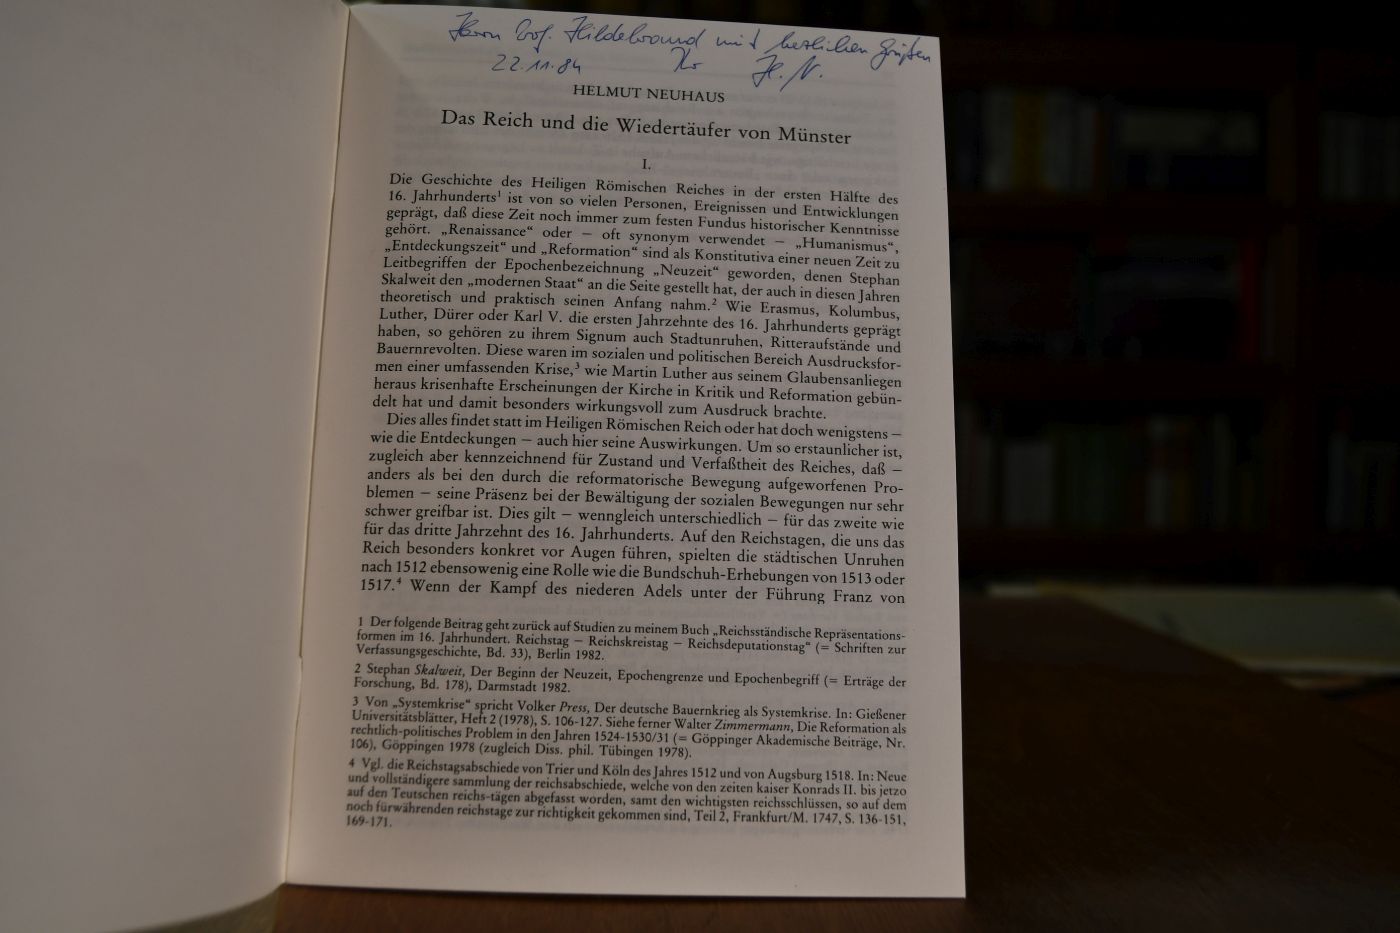 Herrn Prof. Hildebrand mit herzlichen Grüßen
22.11.84 Ihr H. N.
HELMUT NEUHAUS
Das Reich und die Wiedertäufer von Münster
I.
Die Geschichte des Heiligen Römischen Reiches in der ersten Hälfte des
16. Jahrhunderts¹ ist von so vielen Personen, Ereignissen und Entwicklungen
geprägt, daß diese Zeit noch immer zum festen Fundus historischer Kenntnisse
gehört. „Renaissance“ oder – oft synonym verwendet – „Humanismus“,
„Entdeckungszeit“ und „Reformation“ sind als Konstitutiva einer neuen Zeit zu
Leitbegriffen der Epochenbezeichnung „Neuzeit“ geworden, denen Stephan
Skalweit den „modernen Staat“ an die Seite gestellt hat, der auch in diesen Jahren
theoretisch und praktisch seinen Anfang nahm.² Wie Erasmus, Kolumbus,
Luther, Dürer oder Karl V. die ersten Jahrzehnte des 16. Jahrhunderts geprägt
haben, so gehören zu ihrem Signum auch Stadtunruhen, Ritteraufstände und
Bauernrevolten. Diese waren im sozialen und politischen Bereich Ausdrucksfor-
men einer umfassenden Krise,³ wie Martin Luther aus seinem Glaubensanliegen
heraus krisenhafte Erscheinungen der Kirche in Kritik und Reformation gebün-
delt hat und damit besonders wirkungsvoll zum Ausdruck brachte.
Dies alles findet statt im Heiligen Römischen Reich oder hat doch wenigstens –
wie die Entdeckungen – auch hier seine Auswirkungen. Um so erstaunlicher ist,
zugleich aber kennzeichnend für Zustand und Verfaßtheit des Reiches, daß –
anders als bei den durch die reformatorische Bewegung aufgeworfenen Pro-
blemen – seine Präsenz bei der Bewältigung der sozialen Bewegungen nur sehr
schwer greifbar ist. Dies gilt – wenngleich unterschiedlich – für das zweite wie
für das dritte Jahrzehnt des 16. Jahrhunderts. Auf den Reichstagen, die uns das
Reich besonders konkret vor Augen führen, spielten die städtischen Unruhen
nach 1512 ebensowenig eine Rolle wie die Bundschuh-Erhebungen von 1513 oder
1517.⁴ Wenn der Kampf des niederen Adels unter der Führung Franz von
1 Der folgende Beitrag geht zurück auf Studien zu meinem Buch „Reichsständische Repräsentations-
formen im 16. Jahrhundert. Reichstag – Reichskreistag – Reichsdeputationstag“ (= Schriften zur
Verfassungsgeschichte, Bd. 33), Berlin 1982.
2 Stephan Skalweit, Der Beginn der Neuzeit, Epochengrenze und Epochenbegriff (= Erträge der
Forschung, Bd. 178), Darmstadt 1982.
3 Von „Systemkrise“ spricht Volker Press, Der deutsche Bauernkrieg als Systemkrise. In: Gießener
Universitätsblätter, Heft 2 (1978), S. 106-127. Siehe ferner Walter Zimmermann, Die Reformation als
rechtlich-politisches Problem in den Jahren 1524-1530/31 (= Göppinger Akademische Beiträge, Nr.
106), Göppingen 1978 (zugleich Diss. phil. Tübingen 1978).
4 Vgl. die Reichstagsabschiede von Trier und Köln des Jahres 1512 und von Augsburg 1518. In: Neue
und vollständigere sammlung der reichsabschiede, welche von den zeiten kaiser Konrads II. bis jetzo
auf den Teutschen reichs-tägen abgefasst worden, samt den wichtigsten reichsschlüssen, so auf dem
noch fürwährenden reichstage zur richtigkeit gekommen sind, Teil 2, Frankfurt/M. 1747, S. 136-151,
169-171.